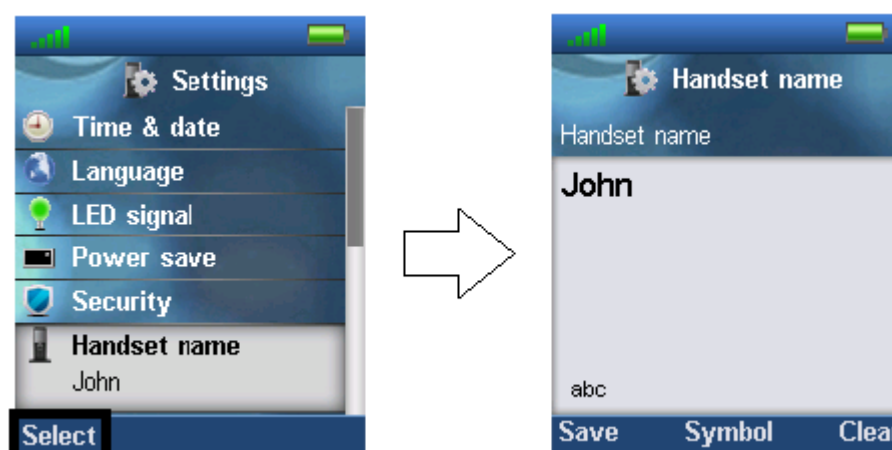 Settings
Time & date
Language
LED signal
Power save
Security
Handset name
John
Select
Handset name
Handset name
John
abc
Save Symbol Clea